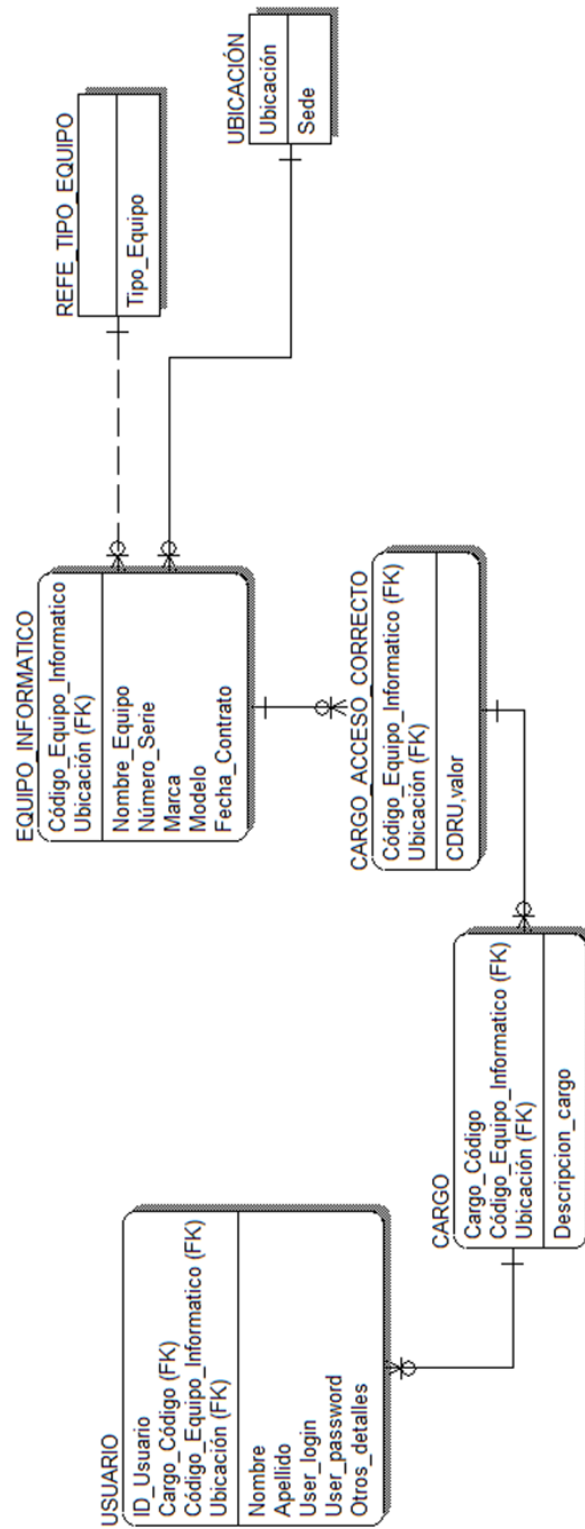 USUARIO
ID_Usuario
Cargo_Código (FK)
Código_Equipo_Informatico (FK)
Ubicación (FK)
Nombre
Apellido
User_login
User_password
Otros_detalles
CARGO
Cargo_Código
Código_Equipo_Informatico (FK)
Ubicación (FK)
Descripcion_cargo
EQUIPO_INFORMATICO
Código_Equipo_Informatico
Ubicación (FK)
Nombre_Equipo
Número_Serie
Marca
Modelo
Fecha_Contrato
CARGO_ACCESO_CORRECTO
Código_Equipo_Informatico (FK)
Ubicación (FK)
CDRU,valor
REFE_TIPO_EQUIPO
Tipo_Equipo
UBICACIÓN
Ubicación
Sede